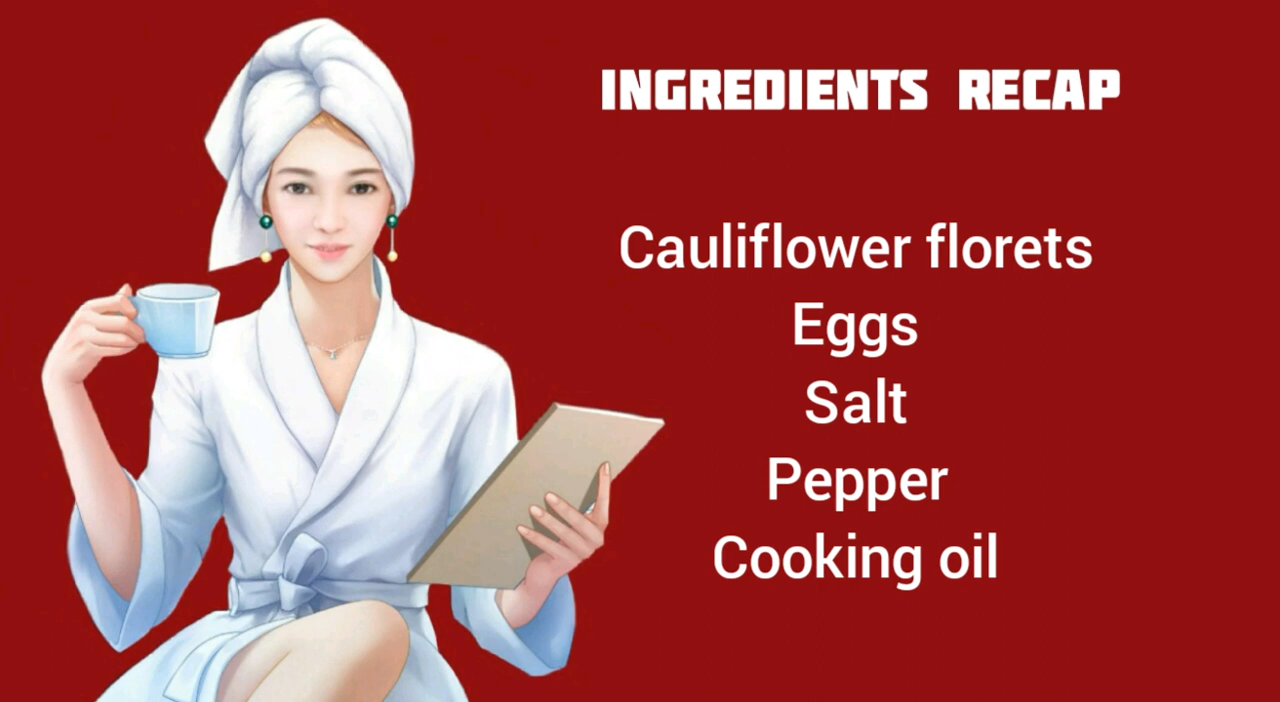 INGREDIENTS RECAP
Cauliflower florets
Eggs
Salt
Pepper
Cooking oil